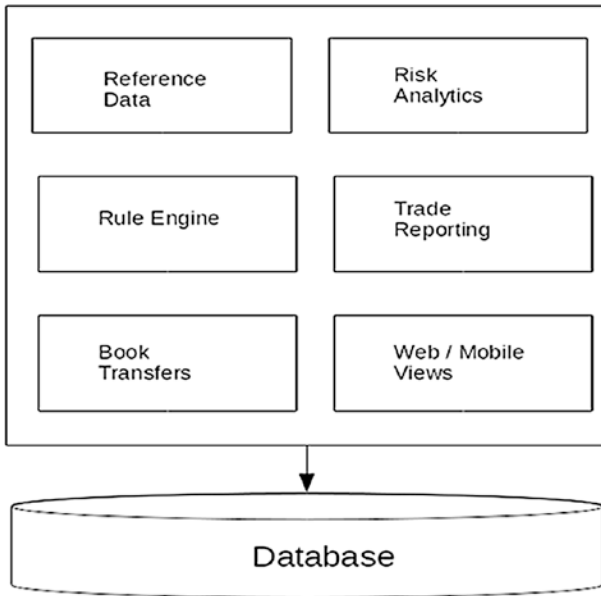 Reference
Data
Risk
Analytics
Rule Engine
Trade
Reporting
Book
Transfers
Web / Mobile
Views
Database